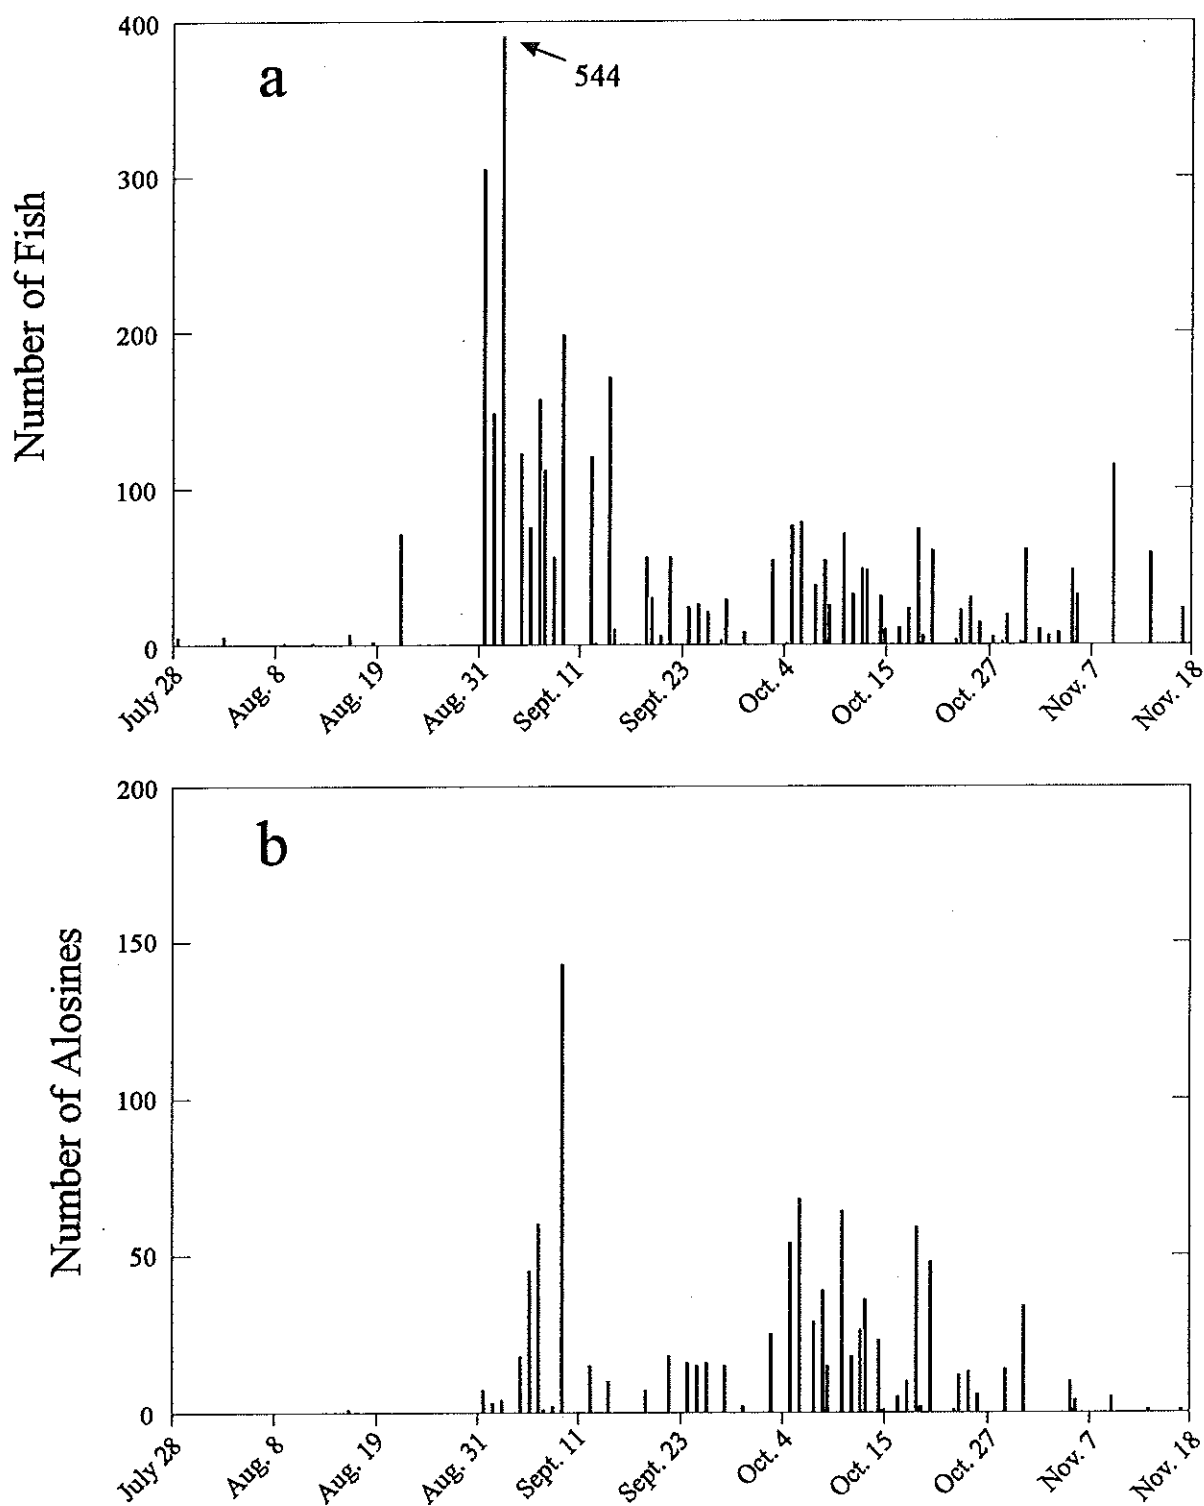 400
a
544
300
Number of Fish
200
100
0
July 28
Aug. 8
Aug. 19
Aug. 31
Sept. 11
Sept. 23
Oct. 4
Oct. 15
Oct. 27
Nov. 7
Nov. 18
200
b
150
Number of Alosines
100
50
0
July 28
Aug. 8
Aug. 19
Aug. 31
Sept. 11
Sept. 23
Oct. 4
Oct. 15
Oct. 27
Nov. 7
Nov. 18